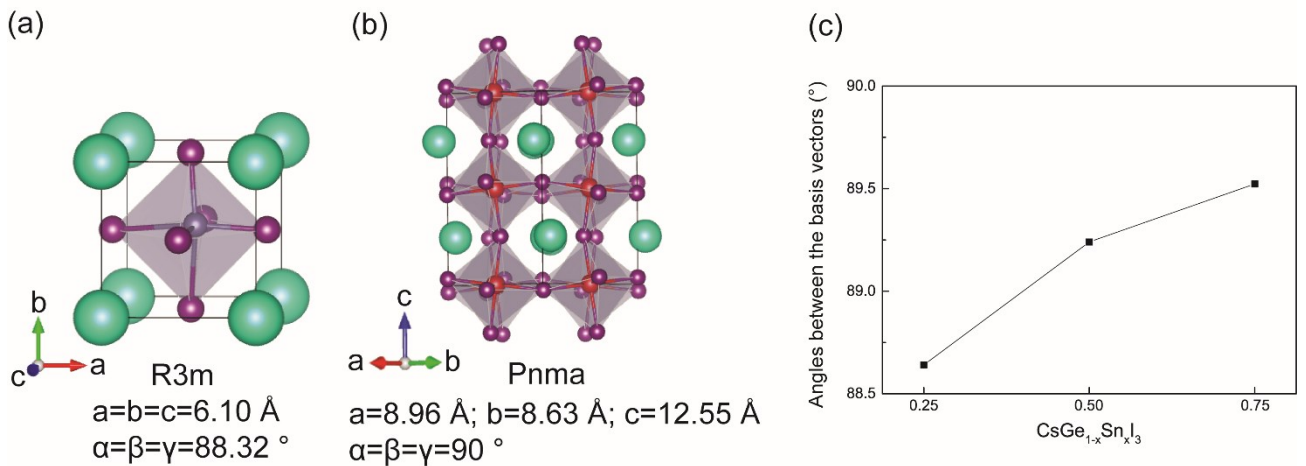 (a)
b
c
a
R3m
a=b=c=6.10 Å
α=β=γ=88.32 °
(b)
c
a
b
Pnma
a=8.96 Å; b=8.63 Å; c=12.55 Å
α=β=γ=90 °
(c)
Angles between the basis vectors (°)
90.0
89.5
89.0
88.5
0.25
0.50
0.75
CsGe₁₋ₓSnₓI₃